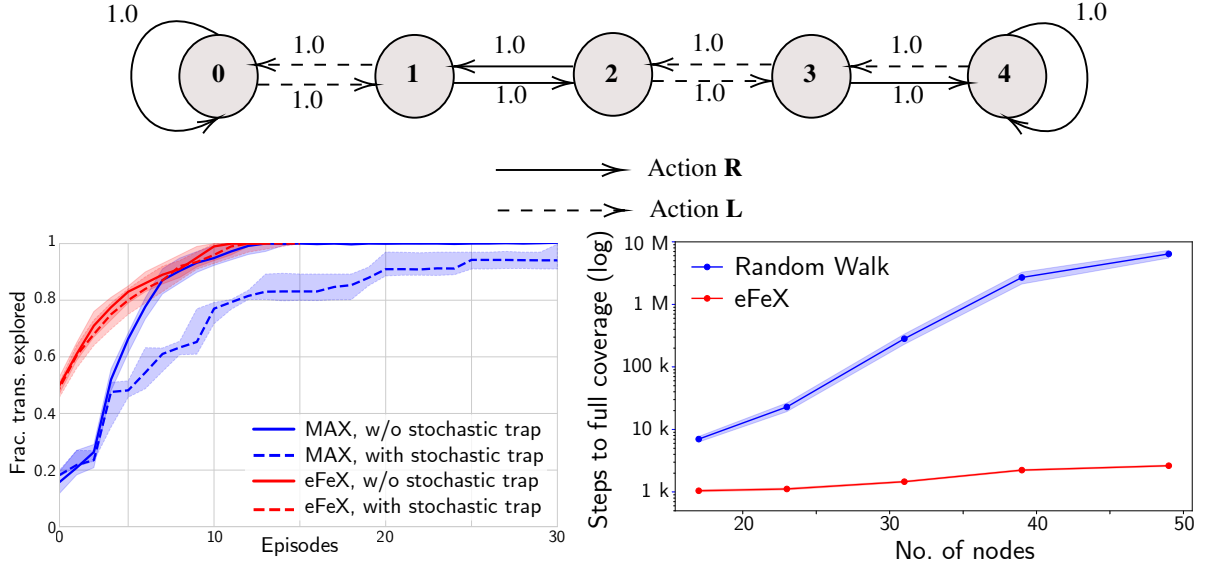 1.0 1.0
1.0 1.0 1.0 1.0
0 1 2 3 4
1.0 1.0 1.0 1.0
Action R
Action L
Frac. trans. explored
1
0.8
0.6
0.4
0.2
0
MAX, w/o stochastic trap
MAX, with stochastic trap
eFeX, w/o stochastic trap
eFeX, with stochastic trap
0 10 20 30
Episodes
Steps to full coverage (log)
10 M
1 M
100 k
10 k
1 k
Random Walk
eFeX
20 30 40 50
No. of nodes